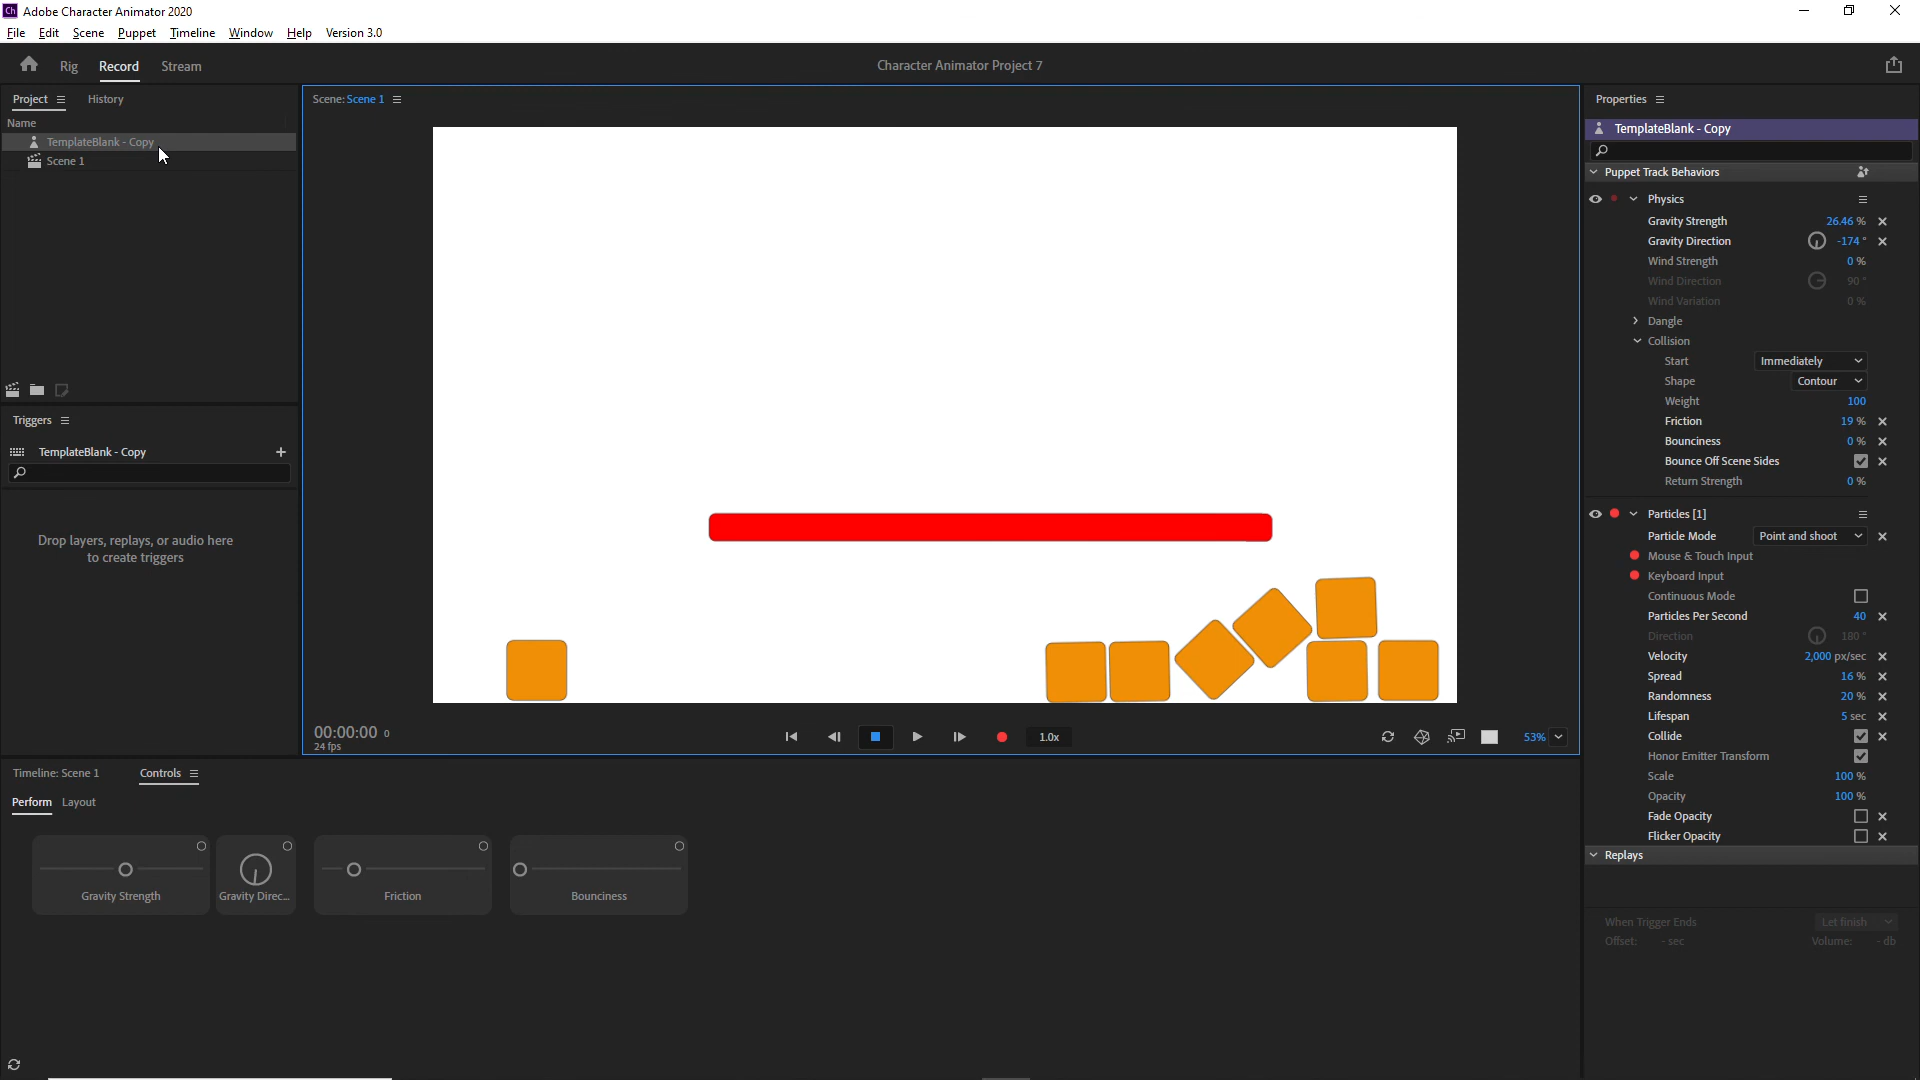 Ch Adobe Character Animator 2020
File Edit Scene Puppet Timeline Window Help Version 3.0
Rig Record Stream Character Animator Project 7
Project History
Name
TemplateBlank - Copy
Scene 1
Triggers
TemplateBlank - Copy +
Drop layers, replays, or audio here
to create triggers
Scene: Scene 1
00:00:00 0
24 fps
1.0x
53%
Timeline: Scene 1 Controls
Perform Layout
Gravity Strength Gravity Direc... Friction Bounciness
Properties
TemplateBlank - Copy
Puppet Track Behaviors
Physics
Gravity Strength 26.46 %
Gravity Direction -174 °
Wind Strength 0 %
Wind Direction 90 °
Wind Variation 0 %
Dangle
Collision
Start Immediately
Shape Contour
Weight 100
Friction 19 %
Bounciness 0 %
Bounce Off Scene Sides
Return Strength 0 %
Particles [1]
Particle Mode Point and shoot
Mouse & Touch Input
Keyboard Input
Continuous Mode
Particles Per Second 40
Direction 180 °
Velocity 2,000 px/sec
Spread 16 %
Randomness 20 %
Lifespan 5 sec
Collide
Honor Emitter Transform
Scale 100 %
Opacity 100 %
Fade Opacity
Flicker Opacity
Replays
When Trigger Ends Let finish
Offset: - sec Volume: - db